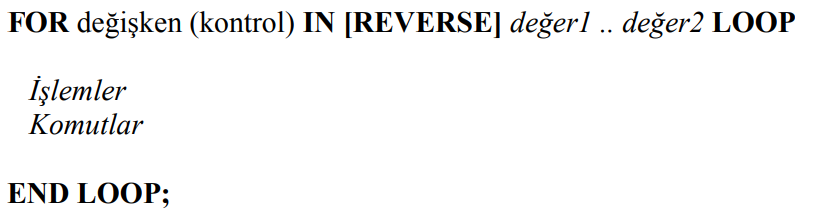 FOR değişken (kontrol) IN [REVERSE] değer1 .. değer2 LOOP
İşlemler
Komutlar
END LOOP;